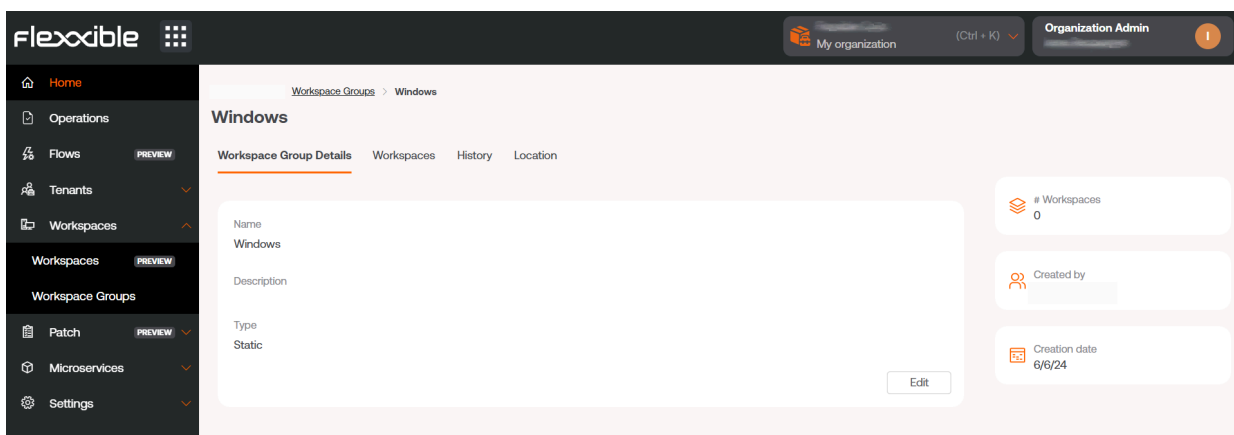 Flexxible
My organization
(Ctrl + K)
Organization Admin
I
Home
Operations
Flows PREVIEW
Tenants
Workspaces
Workspaces PREVIEW
Workspace Groups
Patch PREVIEW
Microservices
Settings
Workspace Groups > Windows
Windows
Workspace Group Details Workspaces History Location
Name
Windows
Description
Type
Static
Edit
# Workspaces
0
Created by
Creation date
6/6/24